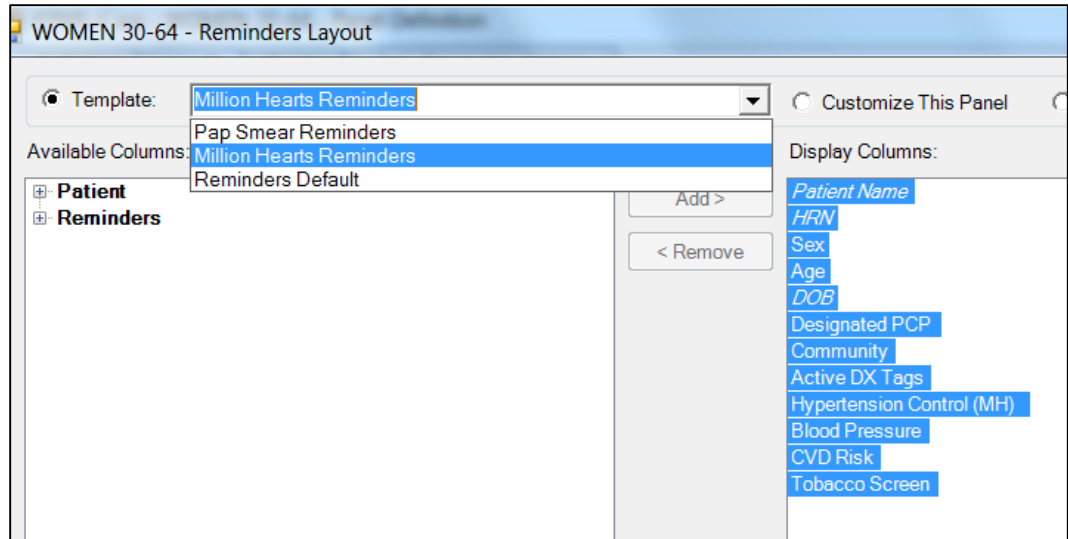 WOMEN 30-64 - Reminders Layout
Template:
Million Hearts Reminders
Customize This Panel
Pap Smear Reminders
Million Hearts Reminders
Reminders Default
Available Columns:
Patient
Reminders
Add >
< Remove
Display Columns:
Patient Name
HRN
Sex
Age
DOB
Designated PCP
Community
Active DX Tags
Hypertension Control (MH)
Blood Pressure
CVD Risk
Tobacco Screen